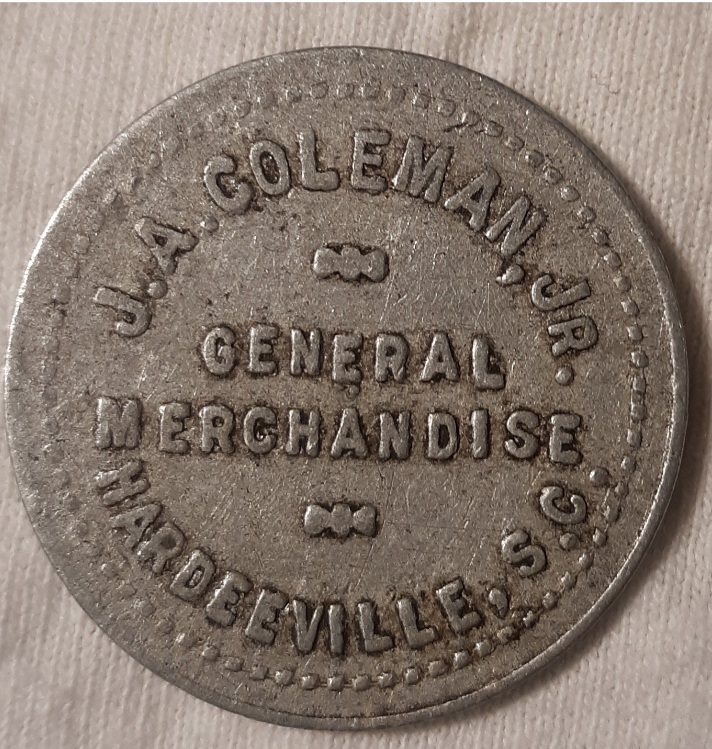 J.A. COLEMAN, JR.
GENERAL
MERCHANDISE
HARDEEVILLE, S.C.